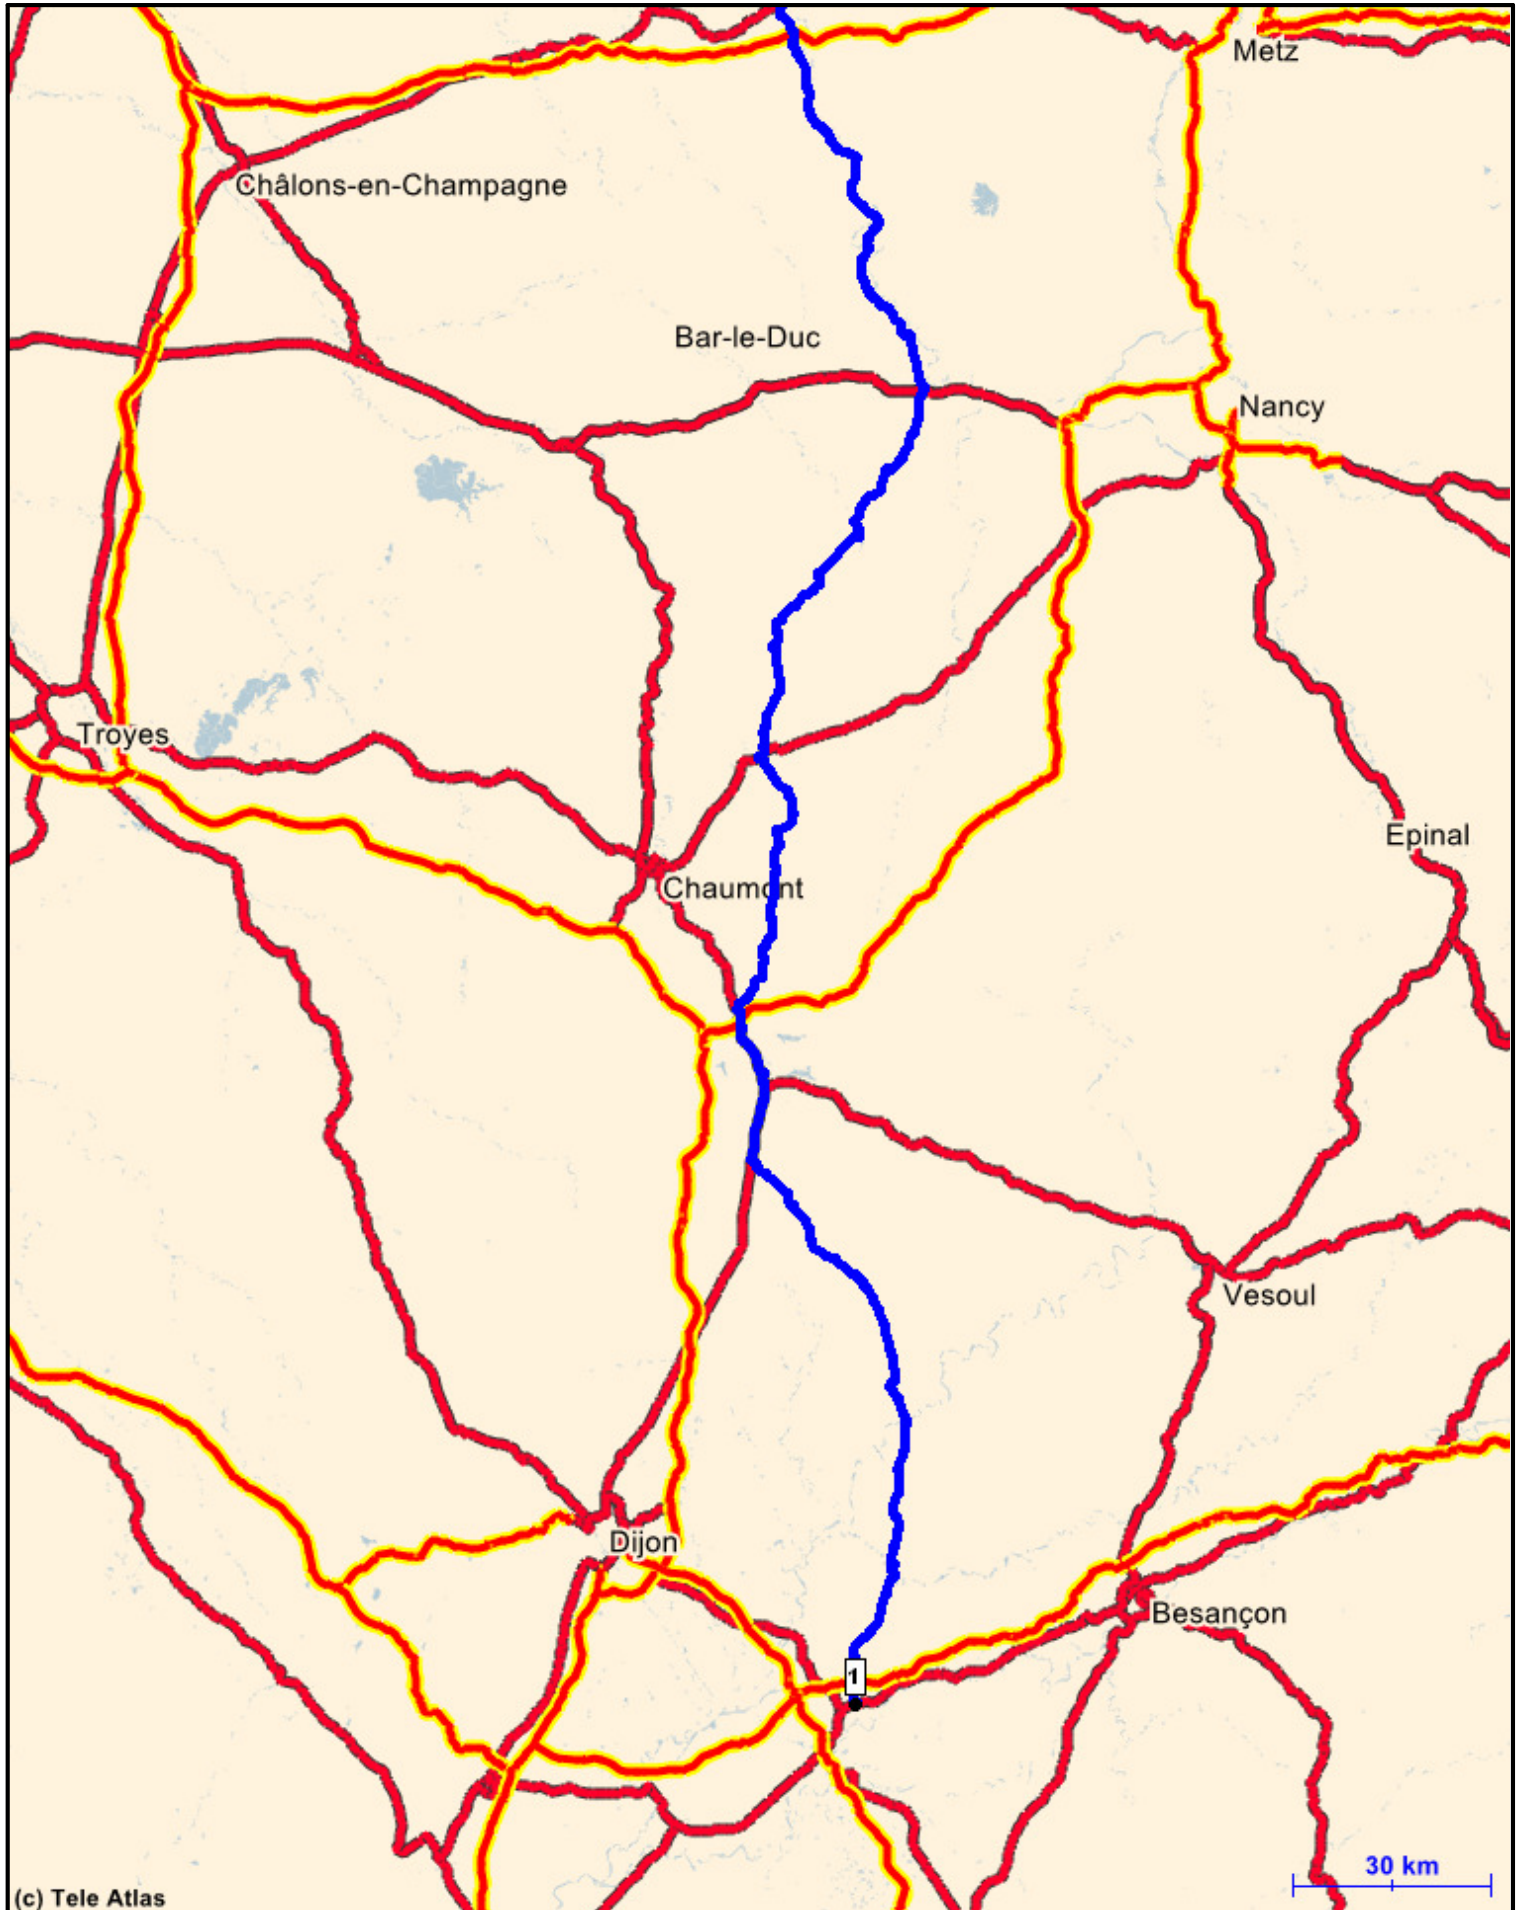 Metz
Châlons-en-Champagne
Bar-le-Duc
Nancy
Troyes
Epinal
Chaumont
Vesoul
Dijon
Besançon
1
30 km
(c) Tele Atlas